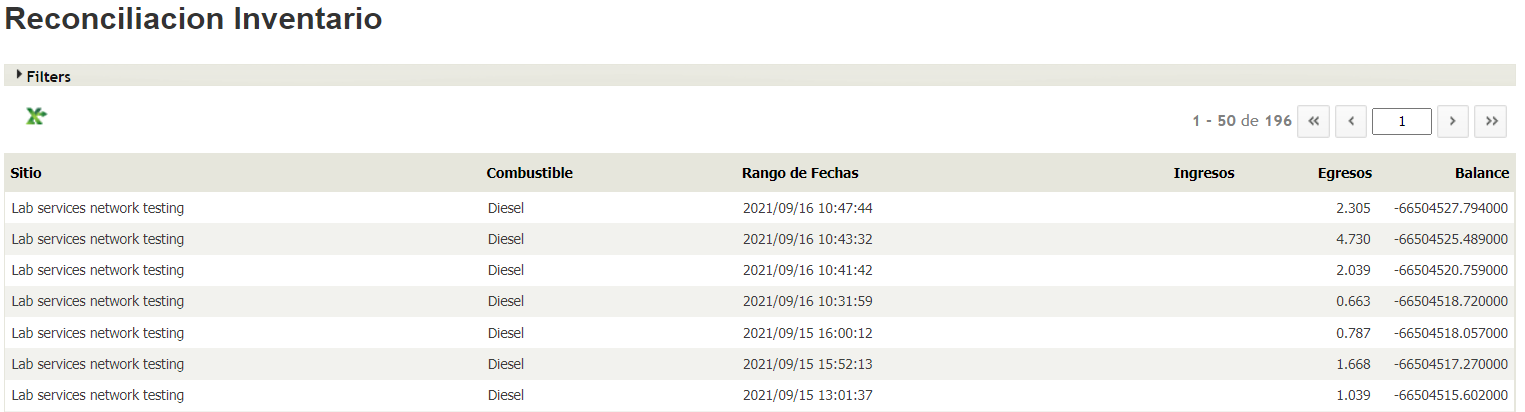 Reconciliacion Inventario
Filters
1 - 50 de 196 « ‹ 1 › »
Sitio Combustible Rango de Fechas Ingresos Egresos Balance
Lab services network testing Diesel 2021/09/16 10:47:44 2.305 -66504527.794000
Lab services network testing Diesel 2021/09/16 10:43:32 4.730 -66504525.489000
Lab services network testing Diesel 2021/09/16 10:41:42 2.039 -66504520.759000
Lab services network testing Diesel 2021/09/16 10:31:59 0.663 -66504518.720000
Lab services network testing Diesel 2021/09/15 16:00:12 0.787 -66504518.057000
Lab services network testing Diesel 2021/09/15 15:52:13 1.668 -66504517.270000
Lab services network testing Diesel 2021/09/15 13:01:37 1.039 -66504515.602000